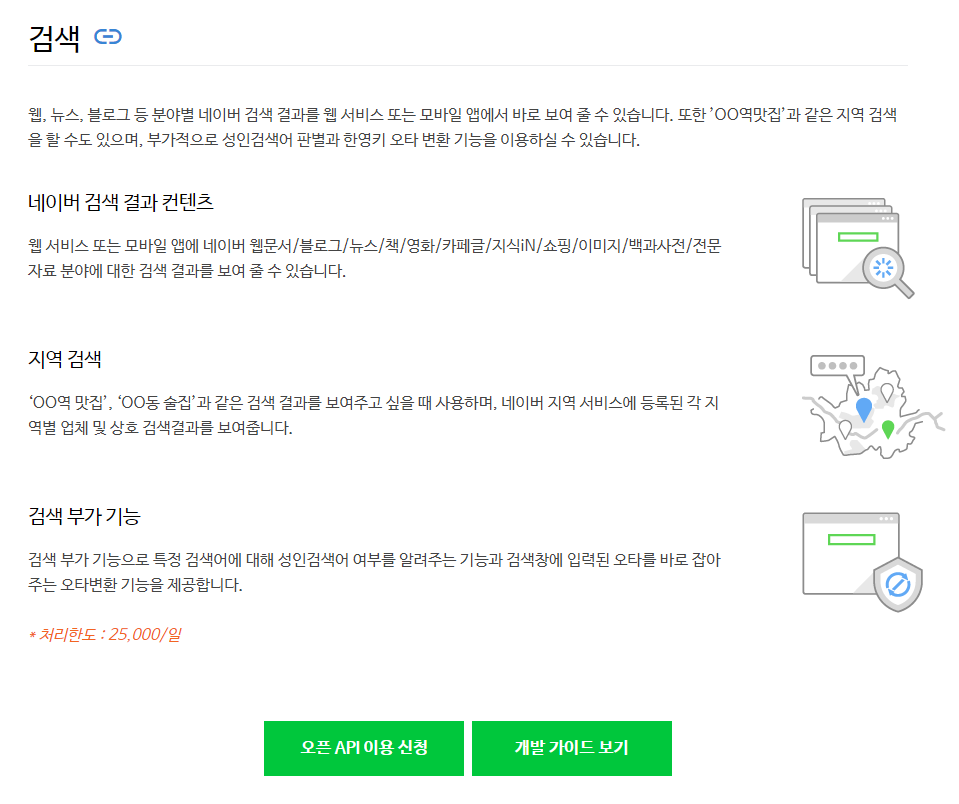 검색
웹, 뉴스, 블로그 등 분야별 네이버 검색 결과를 웹 서비스 또는 모바일 앱에서 바로 보여 줄 수 있습니다. 또한 ’OO역맛집’과 같은 지역 검색
을 할 수도 있으며, 부가적으로 성인검색어 판별과 한영키 오타 변환 기능을 이용하실 수 있습니다.
네이버 검색 결과 컨텐츠
웹 서비스 또는 모바일 앱에 네이버 웹문서/블로그/뉴스/책/영화/카페글/지식iN/쇼핑/이미지/백과사전/전문
자료 분야에 대한 검색 결과를 보여 줄 수 있습니다.
지역 검색
‘OO역 맛집’, ‘OO동 술집’과 같은 검색 결과를 보여주고 싶을 때 사용하며, 네이버 지역 서비스에 등록된 각 지
역별 업체 및 상호 검색결과를 보여줍니다.
검색 부가 기능
검색 부가 기능으로 특정 검색어에 대해 성인검색어 여부를 알려주는 기능과 검색창에 입력된 오타를 바로 잡아
주는 오타변환 기능을 제공합니다.
* 처리한도 : 25,000/일
오픈 API 이용 신청
개발 가이드 보기